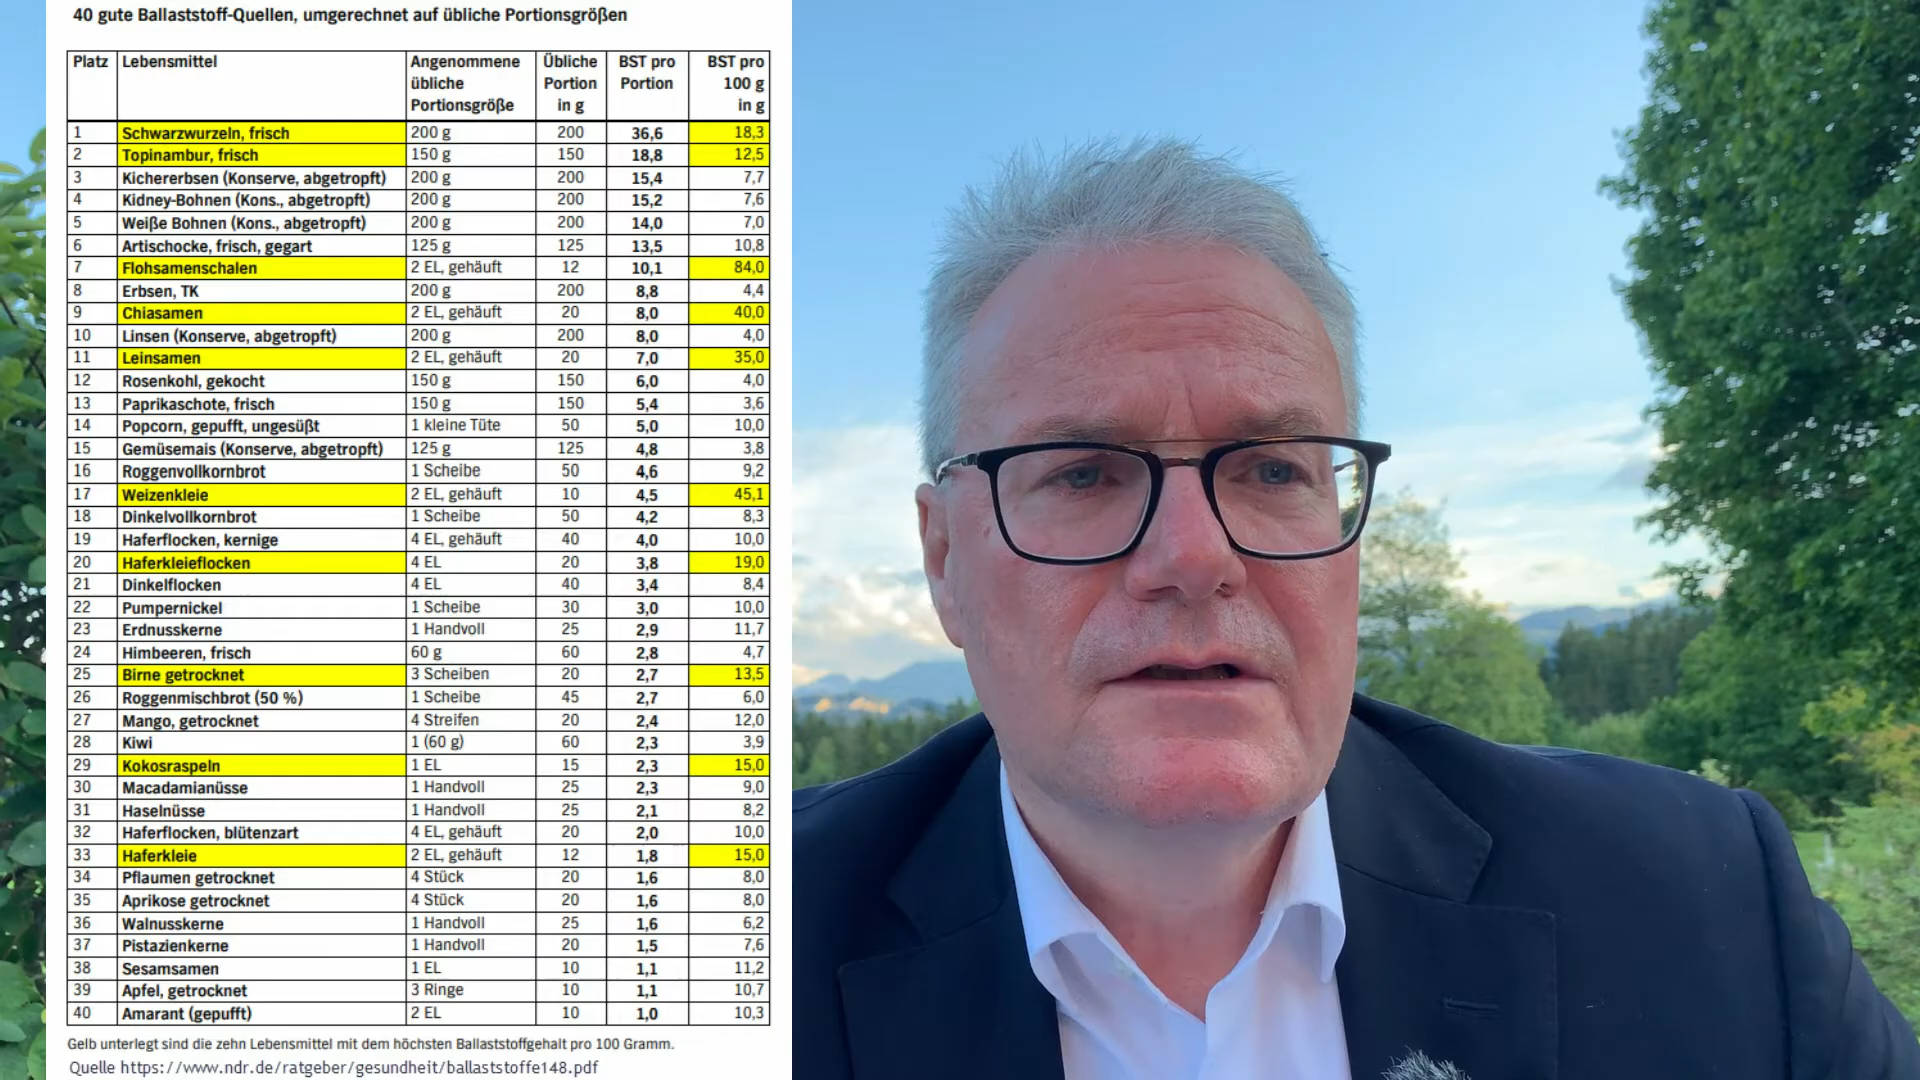 40 gute Ballaststoff-Quellen, umgerechnet auf übliche Portionsgrößen
Platz Lebensmittel Angenommene übliche Portionsgröße Übliche Portion in g BST pro Portion BST pro 100 g in g
1 Schwarzwurzeln, frisch 200 g 200 36,6 18,3
2 Topinambur, frisch 150 g 150 18,8 12,5
3 Kichererbsen (Konserve, abgetropft) 200 g 200 15,4 7,7
4 Kidney-Bohnen (Kons., abgetropft) 200 g 200 15,2 7,6
5 Weiße Bohnen (Kons., abgetropft) 200 g 200 14,0 7,0
6 Artischocke, frisch, gegart 125 g 125 13,5 10,8
7 Flohsamenschalen 2 EL, gehäuft 12 10,1 84,0
8 Erbsen, TK 200 g 200 8,8 4,4
9 Chiasamen 2 EL, gehäuft 20 8,0 40,0
10 Linsen (Konserve, abgetropft) 200 g 200 8,0 4,0
11 Leinsamen 2 EL, gehäuft 20 7,0 35,0
12 Rosenkohl, gekocht 150 g 150 6,0 4,0
13 Paprikaschote, frisch 150 g 150 5,4 3,6
14 Popcorn, gepufft, ungesüßt 1 kleine Tüte 50 5,0 10,0
15 Gemüsemais (Konserve, abgetropft) 125 g 125 4,8 3,8
16 Roggenvollkornbrot 1 Scheibe 50 4,6 9,2
17 Weizenkleie 2 EL, gehäuft 10 4,5 45,1
18 Dinkelvollkornbrot 1 Scheibe 50 4,2 8,3
19 Haferflocken, kernige 4 EL, gehäuft 40 4,0 10,0
20 Haferkleieflocken 4 EL 20 3,8 19,0
21 Dinkelflocken 4 EL 40 3,4 8,4
22 Pumpernickel 1 Scheibe 30 3,0 10,0
23 Erdnusskerne 1 Handvoll 25 2,9 11,7
24 Himbeeren, frisch 60 g 60 2,8 4,7
25 Birne getrocknet 3 Scheiben 20 2,7 13,5
26 Roggenmischbrot (50 %) 1 Scheibe 45 2,7 6,0
27 Mango, getrocknet 4 Streifen 20 2,4 12,0
28 Kiwi 1 (60 g) 60 2,3 3,9
29 Kokosraspeln 1 EL 15 2,3 15,0
30 Macadamianüsse 1 Handvoll 25 2,3 9,0
31 Haselnüsse 1 Handvoll 25 2,1 8,2
32 Haferflocken, blütenzart 4 EL, gehäuft 20 2,0 10,0
33 Haferkleie 2 EL, gehäuft 12 1,8 15,0
34 Pflaumen getrocknet 4 Stück 20 1,6 8,0
35 Aprikose getrocknet 4 Stück 20 1,6 8,0
36 Walnusskerne 1 Handvoll 25 1,6 6,2
37 Pistazienkerne 1 Handvoll 20 1,5 7,6
38 Sesamsamen 1 EL 10 1,1 11,2
39 Apfel, getrocknet 3 Ringe 10 1,1 10,7
40 Amarant (gepufft) 2 EL 10 1,0 10,3
Gelb unterlegt sind die zehn Lebensmittel mit dem höchsten Ballaststoffgehalt pro 100 Gramm.
Quelle https://www.ndr.de/ratgeber/gesundheit/ballaststoffe148.pdf